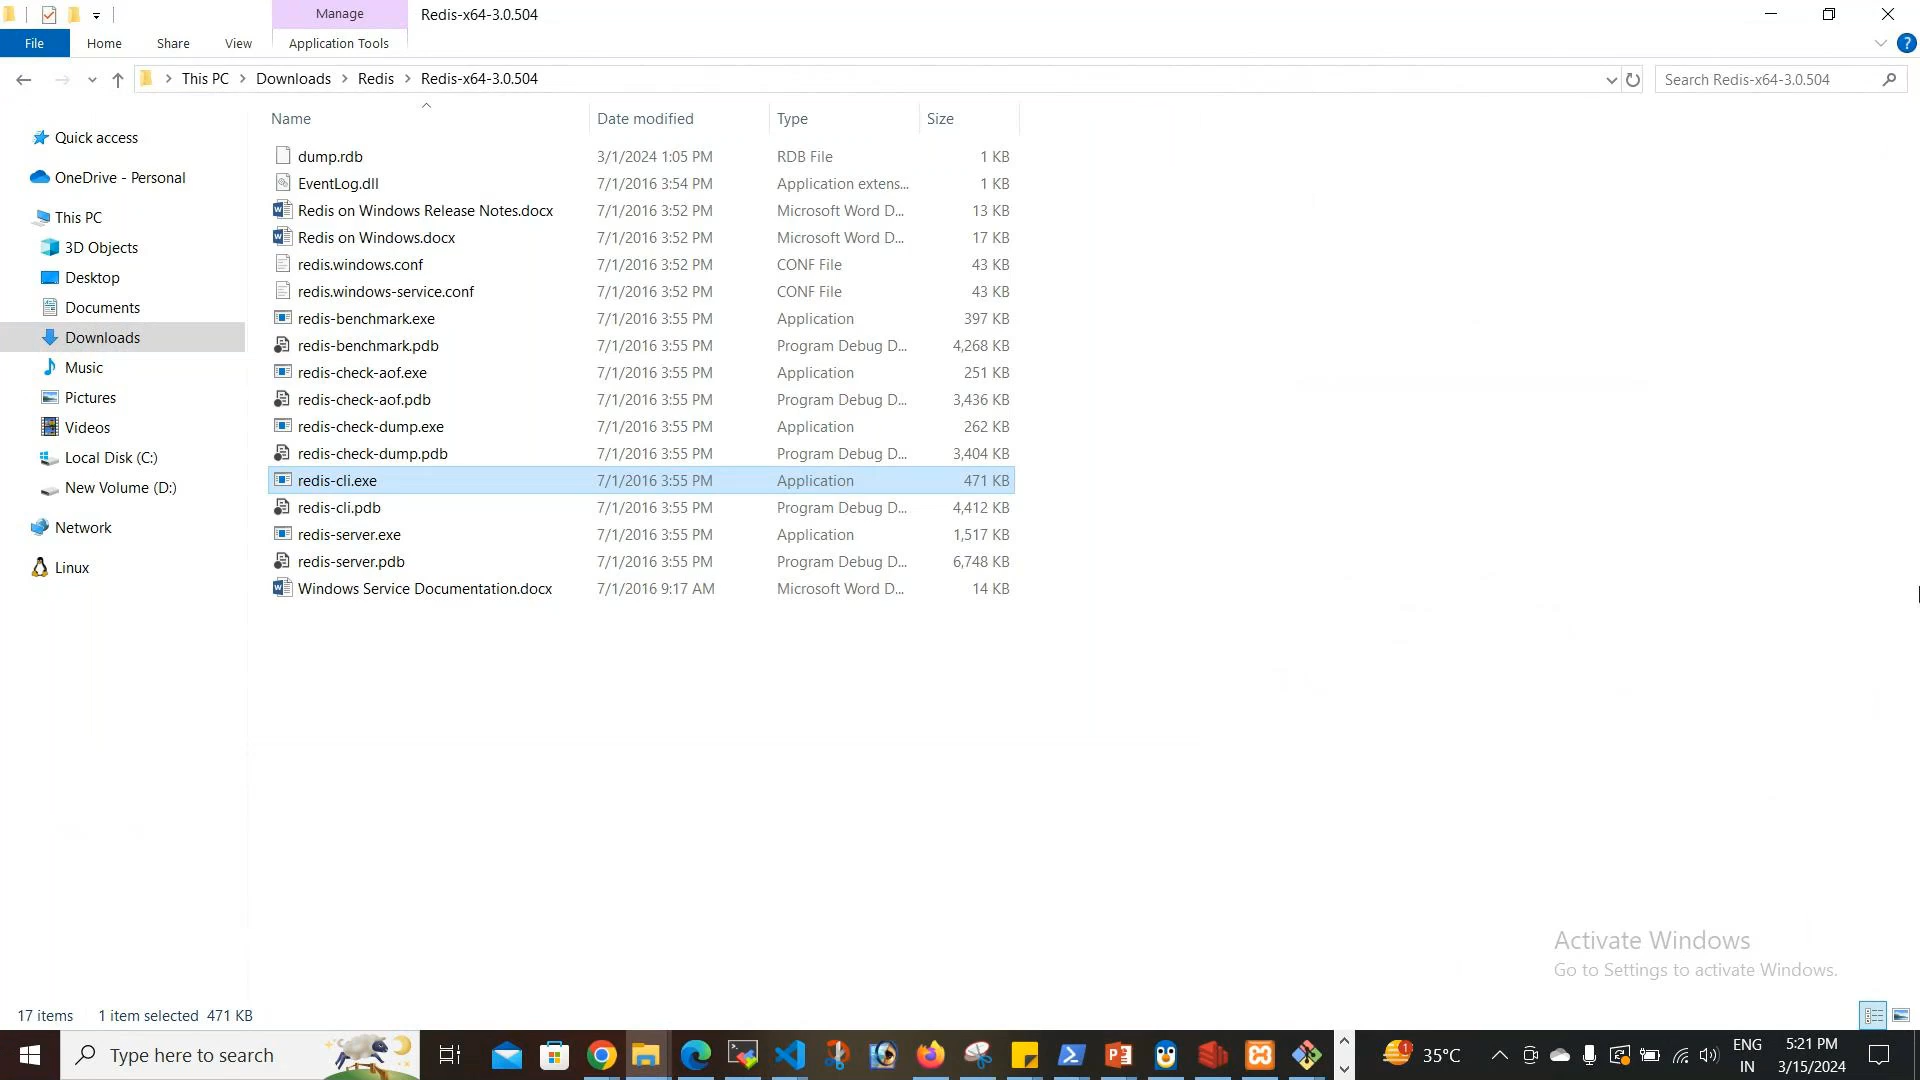 Manage
Redis-x64-3.0.504
File
Home
Share
View
Application Tools
This PC
Downloads
Redis
Redis-x64-3.0.504
Search Redis-x64-3.0.504
Name
Date modified
Type
Size
Quick access
OneDrive - Personal
This PC
3D Objects
Desktop
Documents
Downloads
Music
Pictures
Videos
Local Disk (C:)
New Volume (D:)
Network
Linux
dump.rdb 3/1/2024 1:05 PM RDB File 1 KB
EventLog.dll 7/1/2016 3:54 PM Application extens... 1 KB
Redis on Windows Release Notes.docx 7/1/2016 3:52 PM Microsoft Word D... 13 KB
Redis on Windows.docx 7/1/2016 3:52 PM Microsoft Word D... 17 KB
redis.windows.conf 7/1/2016 3:52 PM CONF File 43 KB
redis.windows-service.conf 7/1/2016 3:52 PM CONF File 43 KB
redis-benchmark.exe 7/1/2016 3:55 PM Application 397 KB
redis-benchmark.pdb 7/1/2016 3:55 PM Program Debug D... 4,268 KB
redis-check-aof.exe 7/1/2016 3:55 PM Application 251 KB
redis-check-aof.pdb 7/1/2016 3:55 PM Program Debug D... 3,436 KB
redis-check-dump.exe 7/1/2016 3:55 PM Application 262 KB
redis-check-dump.pdb 7/1/2016 3:55 PM Program Debug D... 3,404 KB
redis-cli.exe 7/1/2016 3:55 PM Application 471 KB
redis-cli.pdb 7/1/2016 3:55 PM Program Debug D... 4,412 KB
redis-server.exe 7/1/2016 3:55 PM Application 1,517 KB
redis-server.pdb 7/1/2016 3:55 PM Program Debug D... 6,748 KB
Windows Service Documentation.docx 7/1/2016 9:17 AM Microsoft Word D... 14 KB
Activate Windows
Go to Settings to activate Windows.
17 items 1 item selected 471 KB
Type here to search
1
35°C
ENG
IN
5:21 PM
3/15/2024